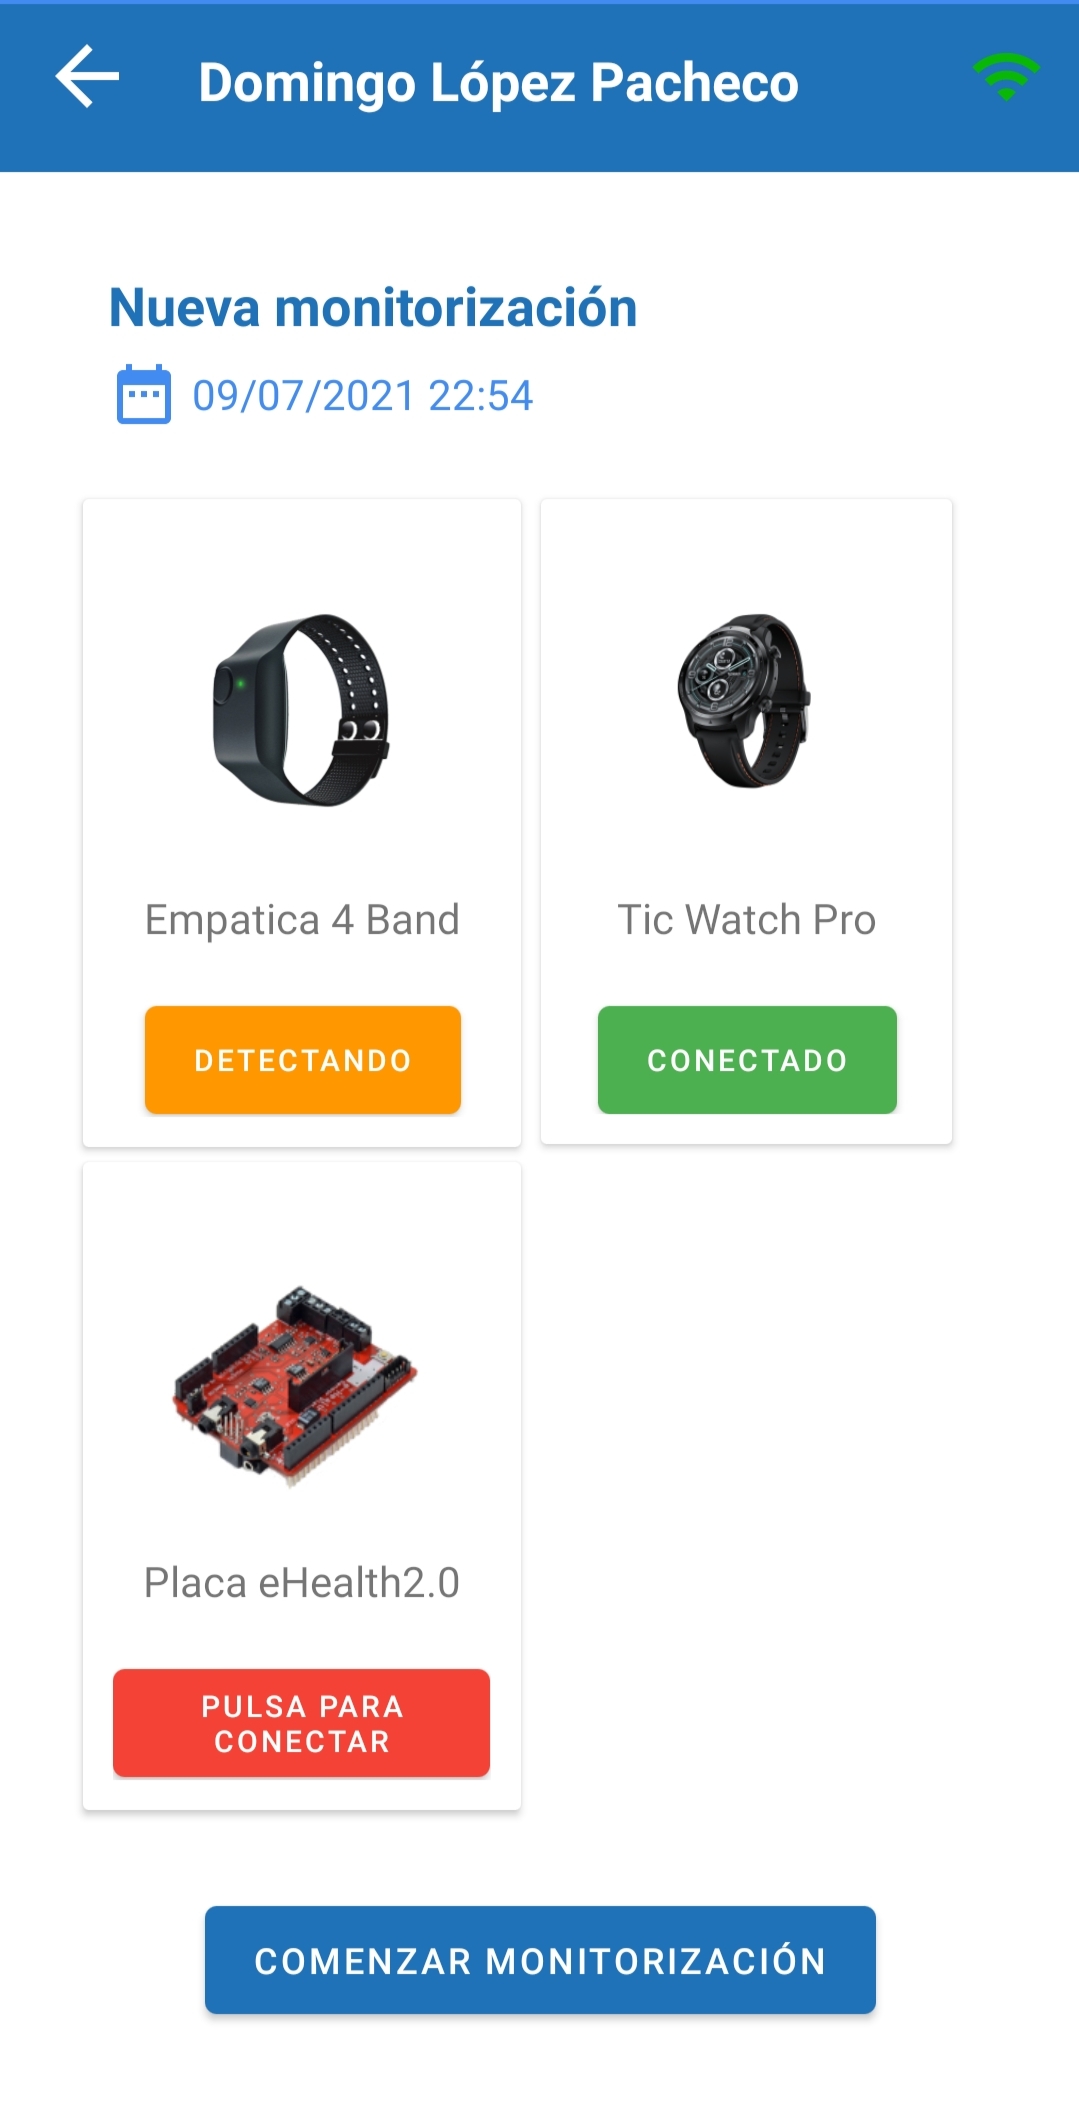 Domingo López Pacheco
Nueva monitorización
09/07/2021 22:54
Empatica 4 Band
Tic Watch Pro
DETECTANDO
CONECTADO
Placa eHealth2.0
PULSA PARA
CONECTAR
COMENZAR MONITORIZACIÓN